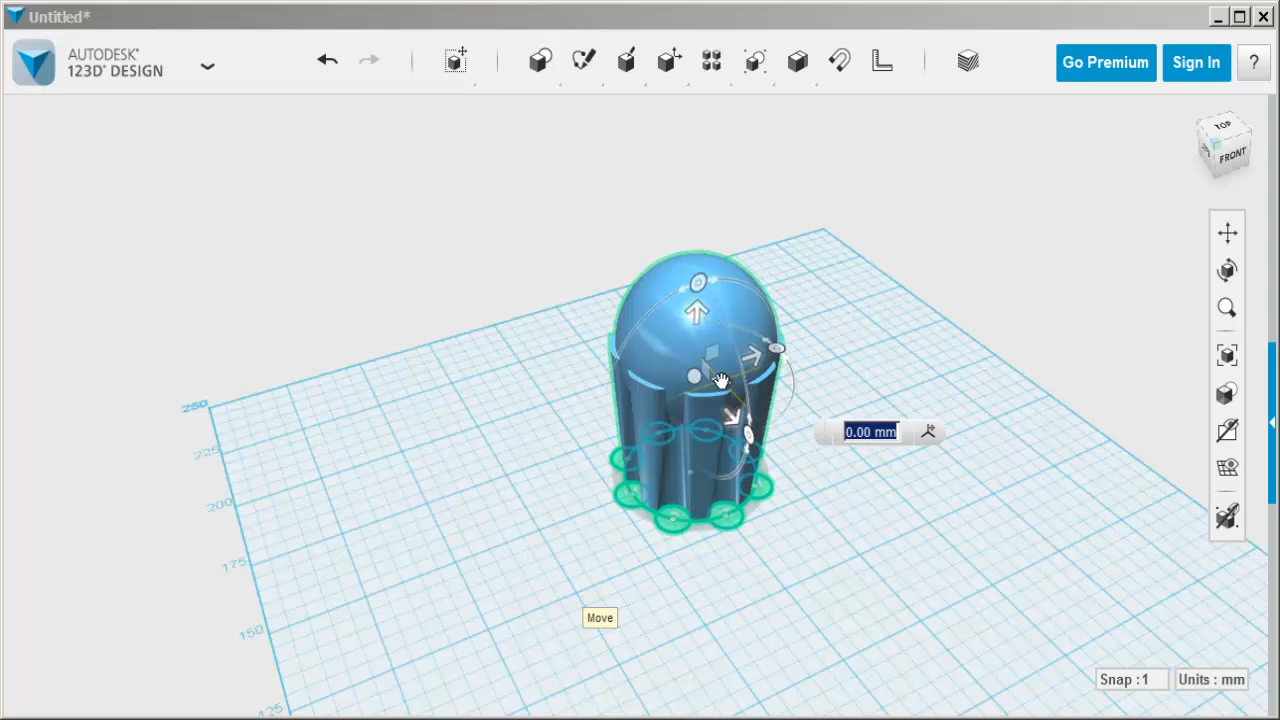 Untitled*
AUTODESK®
123D® DESIGN
Go Premium
Sign In
?
TOP
FRONT
250
225
200
175
150
125
0.00 mm
Move
Snap : 1
Units : mm